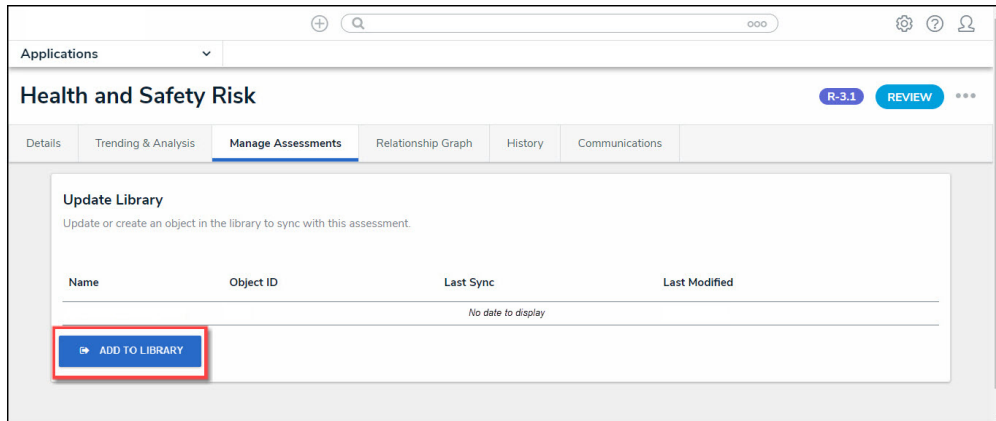 Applications
Health and Safety Risk
R-3.1
REVIEW
Details
Trending & Analysis
Manage Assessments
Relationship Graph
History
Communications
Update Library
Update or create an object in the library to sync with this assessment.
Name
Object ID
Last Sync
Last Modified
No date to display
ADD TO LIBRARY